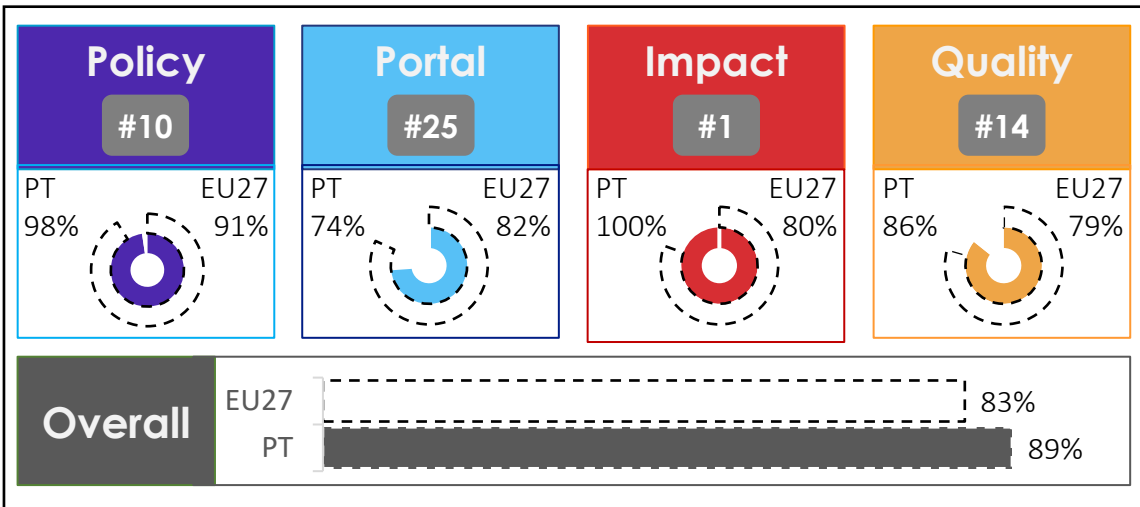 Policy
#10
PT EU27
98% 91%
Portal
#25
PT EU27
74% 82%
Impact
#1
PT EU27
100% 80%
Quality
#14
PT EU27
86% 79%
Overall
EU27 83%
PT 89%